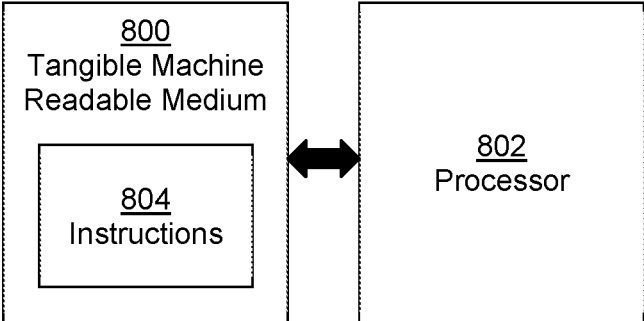 800
Tangible Machine
Readable Medium
804
Instructions
802
Processor